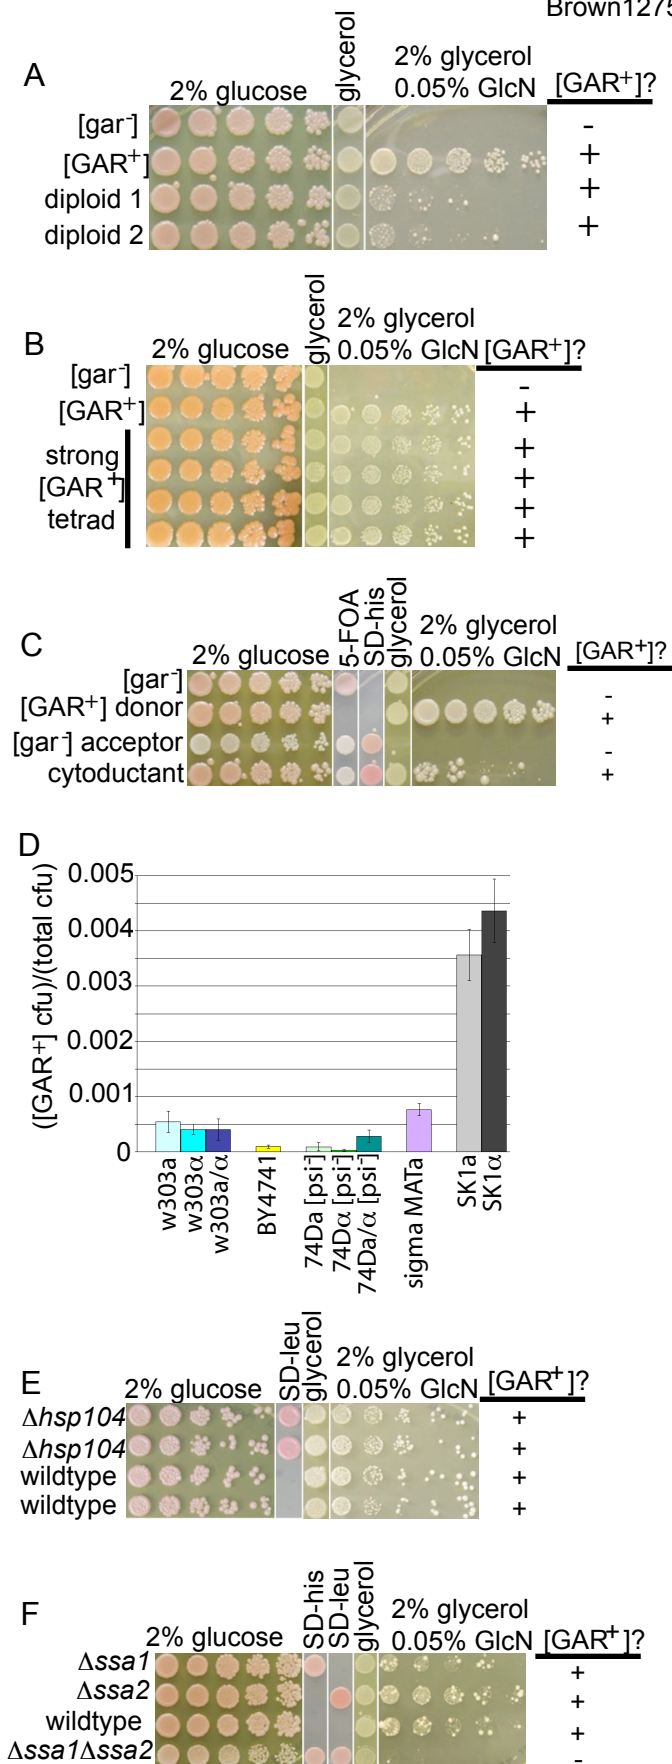 Brown1275
A
2% glucose
glycerol
2% glycerol
0.05% GlcN
[GAR+]?
[gar-]
-
[GAR+]
+
diploid 1
+
diploid 2
+
B
2% glucose
glycerol
2% glycerol
0.05% GlcN
[GAR+]?
[gar-]
-
[GAR+]
+
strong
[GAR+]
tetrad
+
+
+
+
C
2% glucose
5-FOA
SD-his
glycerol
2% glycerol
0.05% GlcN
[GAR+]?
[gar-]
-
[GAR+] donor
+
[gar-] acceptor
-
cytoductant
+
D
([GAR+] cfu)/(total cfu)
0.005
0.004
0.003
0.002
0.001
0
w303a
w303α
w303a/α
BY4741
74Da [psi-]
74Dα [psi-]
74Da/α [psi-]
sigma MATa
SK1a
SK1α
E
2% glucose
SD-leu
glycerol
2% glycerol
0.05% GlcN
[GAR+]?
Δhsp104
+
Δhsp104
+
wildtype
+
wildtype
+
F
2% glucose
SD-his
SD-leu
glycerol
2% glycerol
0.05% GlcN
[GAR+]?
Δssa1
+
Δssa2
+
wildtype
+
Δssa1Δssa2
-